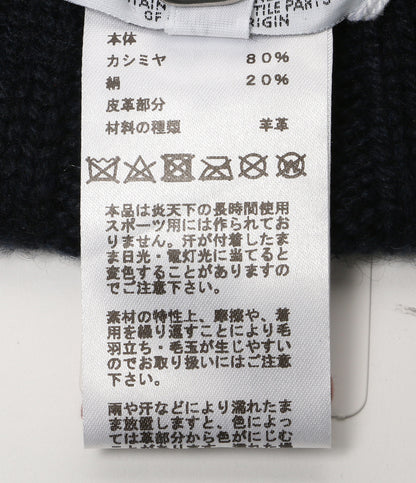 OF
ORIGIN
本体
カシミヤ 80%
絹 20%
皮革部分
材料の種類 羊革
本品は炎天下の長時間使用
スポーツ用には作られてお
りません。汗が付着したま
ま日光・電灯光に当てると
変色することがありますの
でご注意下さい。
素材の特性上、摩擦や、着
用を繰り返すことにより毛
羽立ち・毛玉が生じやすい
のでお取り扱いにはご注意
下さい。
雨や汗などにより濡れたま
ま放置しますと、色によっ
ては革部分から色がにじむ